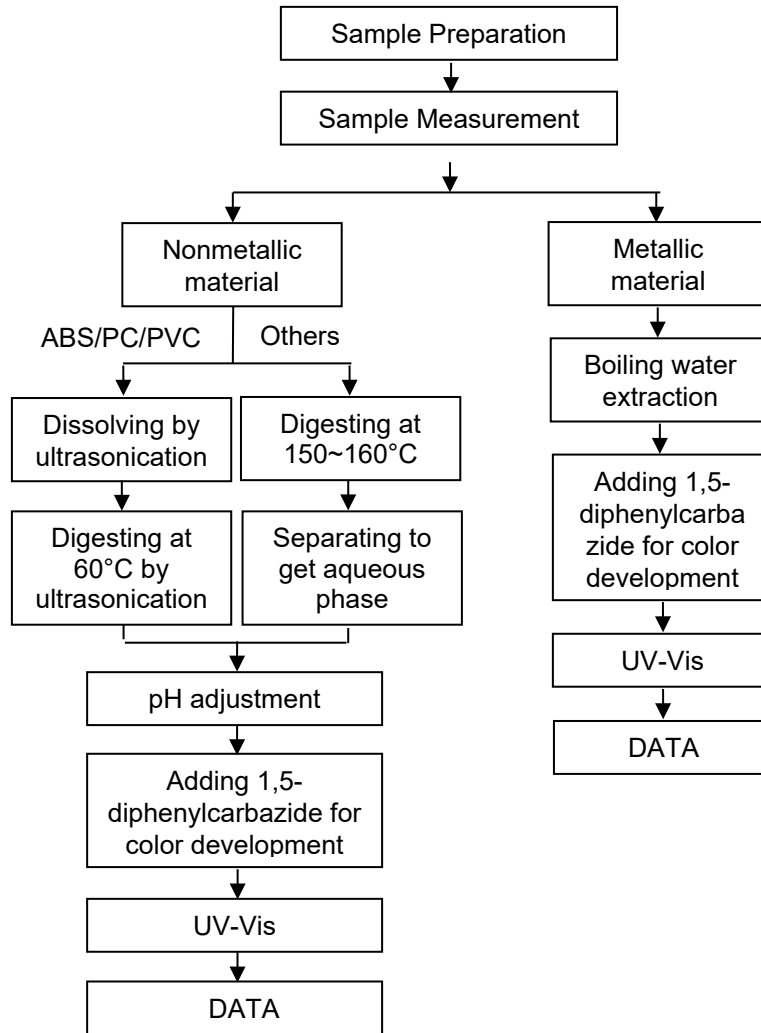 Sample Preparation
Sample Measurement
Nonmetallic
material
ABS/PC/PVC
Others
Dissolving by
ultrasonication
Digesting at
150~160°C
Digesting at
60°C by
ultrasonication
Separating to
get aqueous
phase
pH adjustment
Adding 1,5-
diphenylcarbazide for
color development
UV-Vis
DATA
Metallic
material
Boiling water
extraction
Adding 1,5-
diphenylcarba
zide for color
development
UV-Vis
DATA